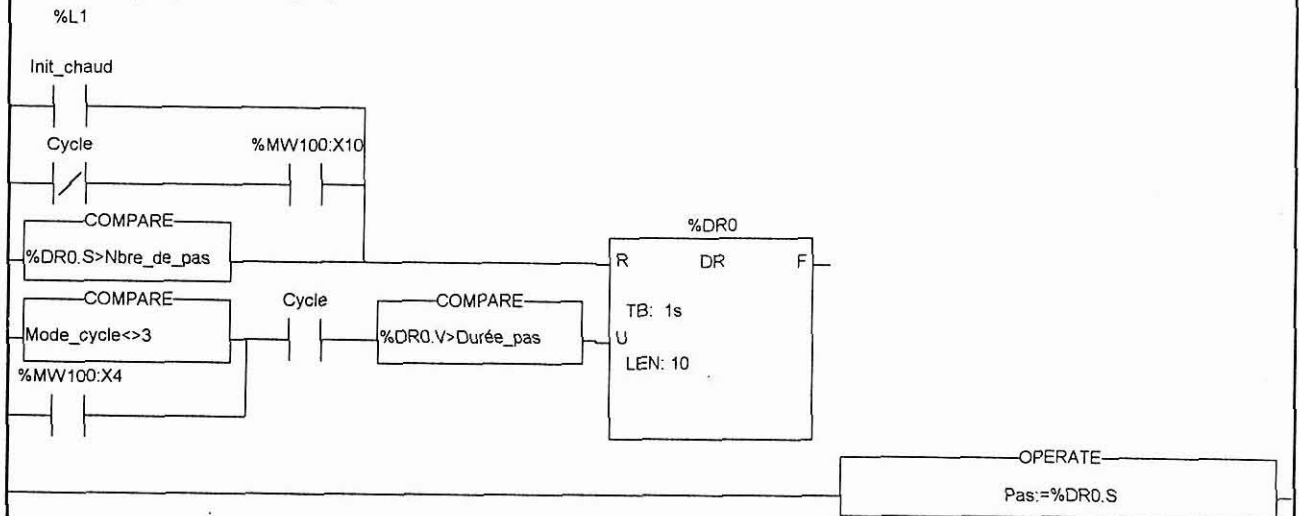 %L1
Init_chaud
Cycle %MW100:X10
COMPARE
%DR0.S>Nbre_de_pas
%DR0
R DR F
TB: 1s
U
LEN: 10
COMPARE Cycle COMPARE
Mode_cycle<>3 %DR0.V>Durée_pas
%MW100:X4
OPERATE
Pas:=%DR0.S